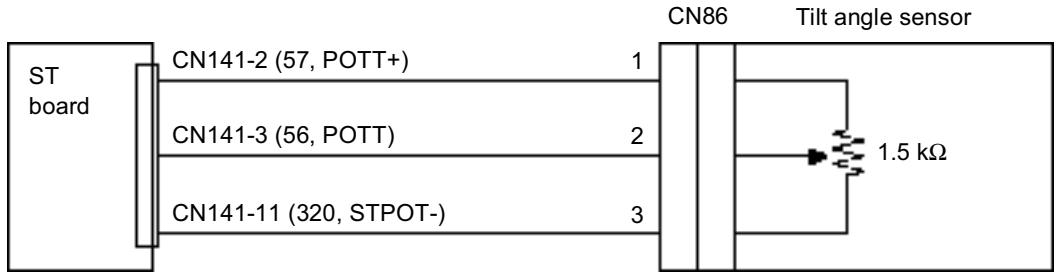 CN86 Tilt angle sensor
CN141-2 (57, POTT+) 1
ST
board
CN141-3 (56, POTT) 2
1.5 kΩ
CN141-11 (320, STPOT-) 3